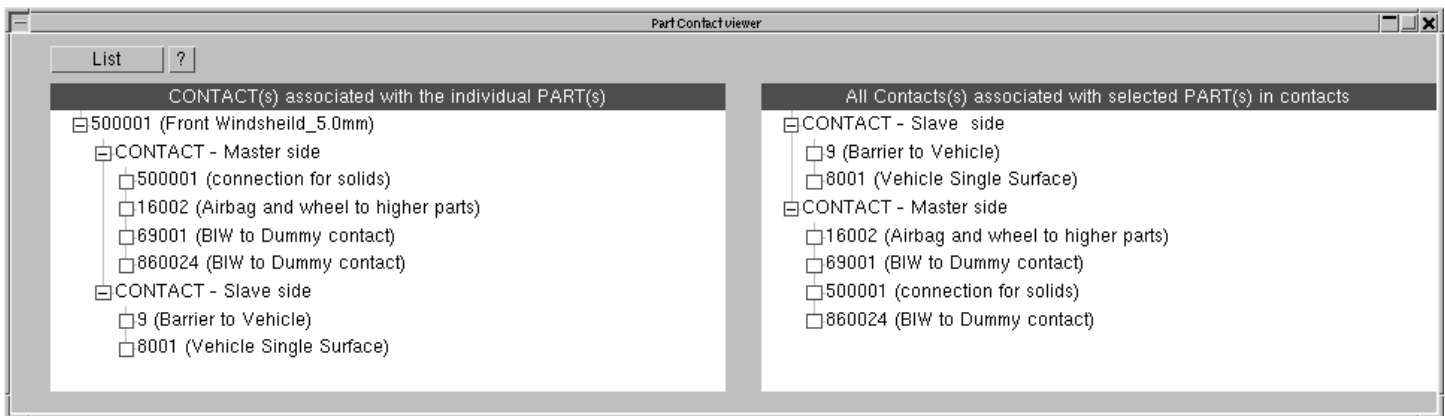 Part Contact viewer
List ?
CONTACT(s) associated with the individual PART(s)
500001 (Front Windsheild_5.0mm)
CONTACT - Master side
500001 (connection for solids)
16002 (Airbag and wheel to higher parts)
69001 (BIW to Dummy contact)
860024 (BIW to Dummy contact)
CONTACT - Slave side
9 (Barrier to Vehicle)
8001 (Vehicle Single Surface)
All Contacts(s) associated with selected PART(s) in contacts
CONTACT - Slave side
9 (Barrier to Vehicle)
8001 (Vehicle Single Surface)
CONTACT - Master side
16002 (Airbag and wheel to higher parts)
69001 (BIW to Dummy contact)
500001 (connection for solids)
860024 (BIW to Dummy contact)